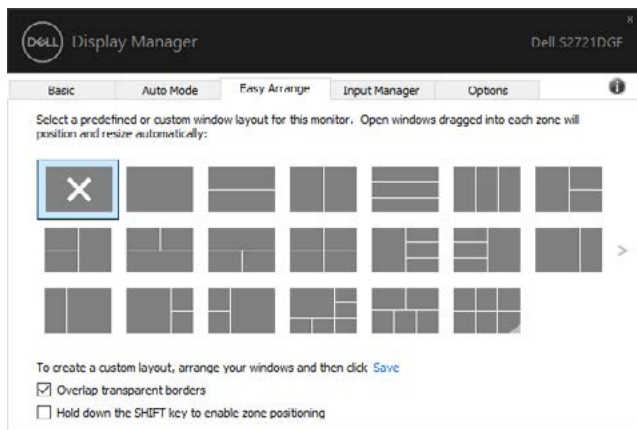 DELL Display Manager Dell S2721DGF
Basic Auto Mode Easy Arrange Input Manager Options
Select a predefined or custom window layout for this monitor. Open windows dragged into each zone will
position and resize automatically:
To create a custom layout, arrange your windows and then click Save
Overlap transparent borders
Hold down the SHIFT key to enable zone positioning